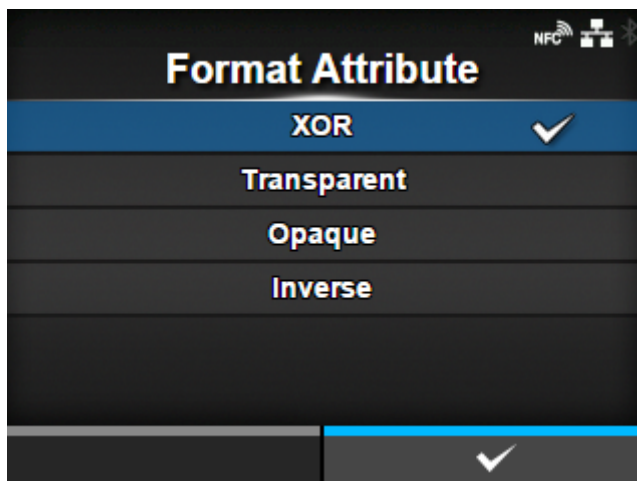 NFC
Format Attribute
XOR
Transparent
Opaque
Inverse